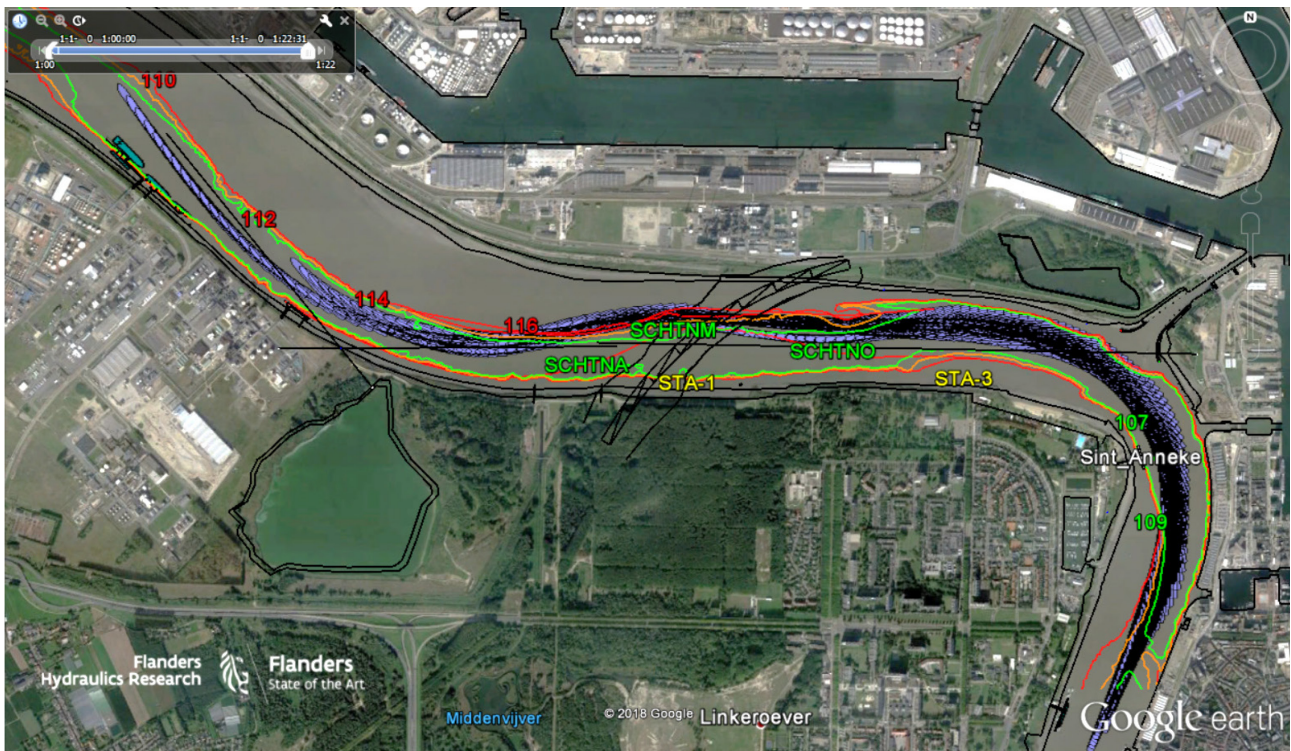 1-1-   0   1:00:00
1-1-   0   1:22:31
1:00
1:22
N
110
112
114
116
SCHTNM
SCHTNA
SCHTNO
STA-1
STA-3
107
Sint_Anneke
109
Flanders
Hydraulics Research
Flanders
State of the Art
Middenvijver
© 2018 Google
Linkeroever
Google earth